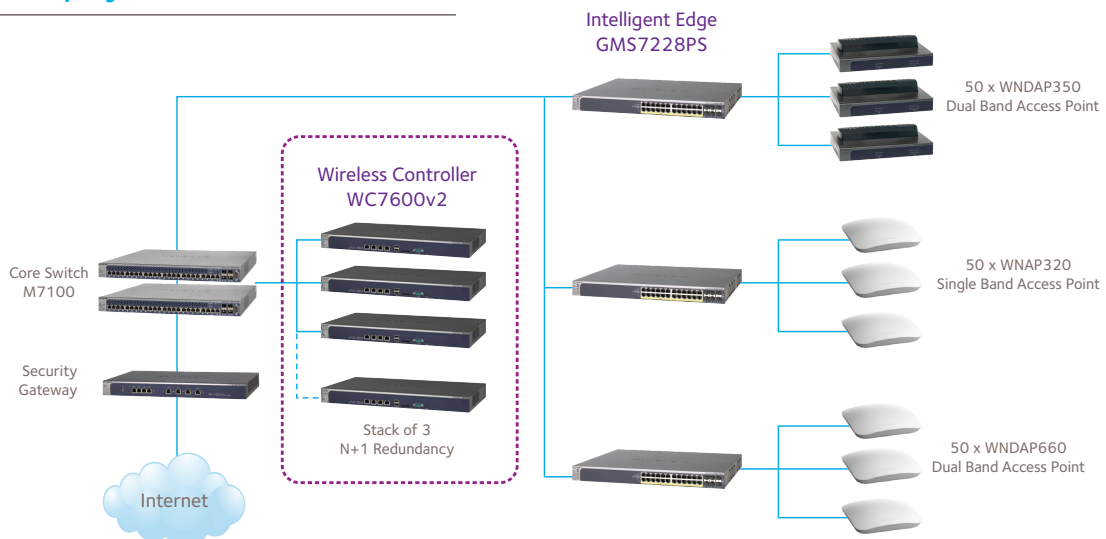 Intelligent Edge
GMS7228PS
50 x WNDAP350
Dual Band Access Point
Wireless Controller
WC7600v2
Core Switch
M7100
50 x WNAP320
Single Band Access Point
Security
Gateway
Stack of 3
N+1 Redundancy
50 x WNDAP660
Dual Band Access Point
Internet